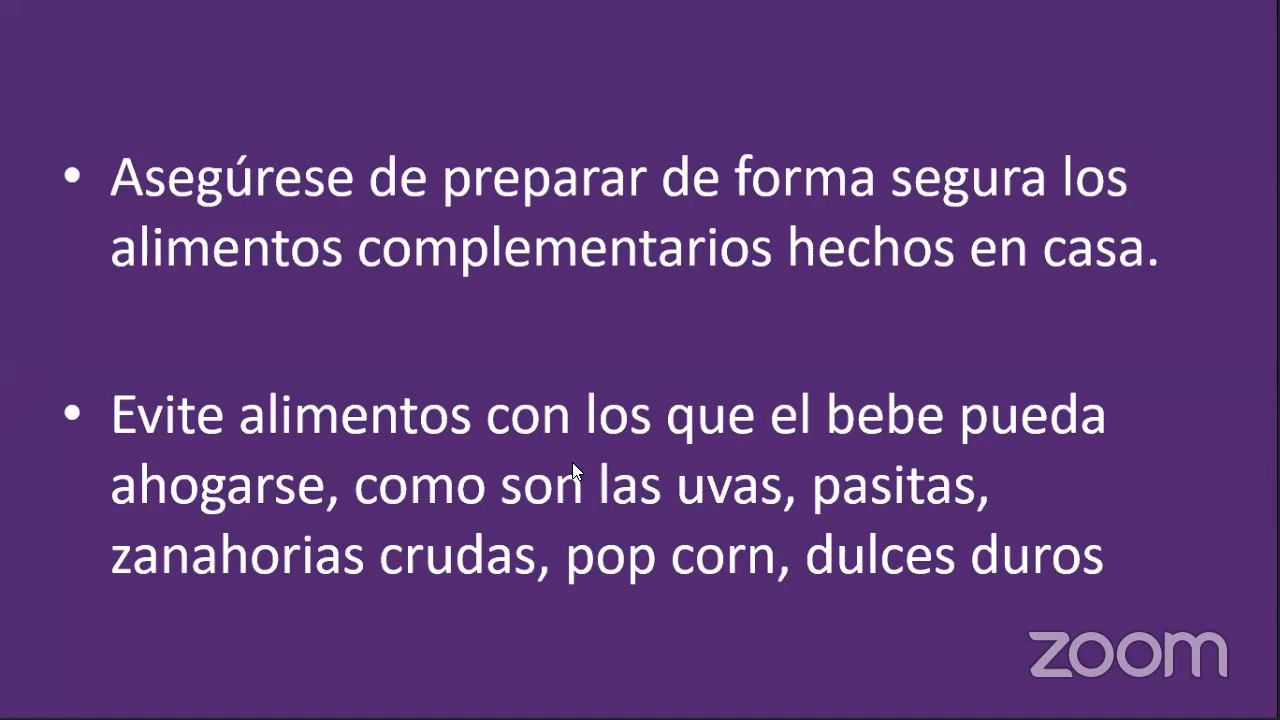 • Asegúrese de preparar de forma segura los
alimentos complementarios hechos en casa.
• Evite alimentos con los que el bebe pueda
ahogarse, como son las uvas, pasitas,
zanahorias crudas, pop corn, dulces duros
zoom